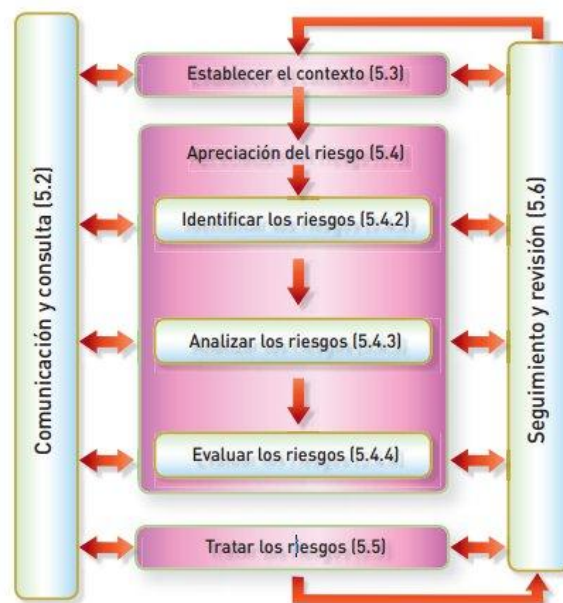 Comunicación y consulta (5.2)
Establecer el contexto (5.3)
Apreciación del riesgo (5.4)
Identificar los riesgos (5.4.2)
Analizar los riesgos (5.4.3)
Evaluar los riesgos (5.4.4)
Tratar los riesgos (5.5)
Seguimiento y revisión (5.6)